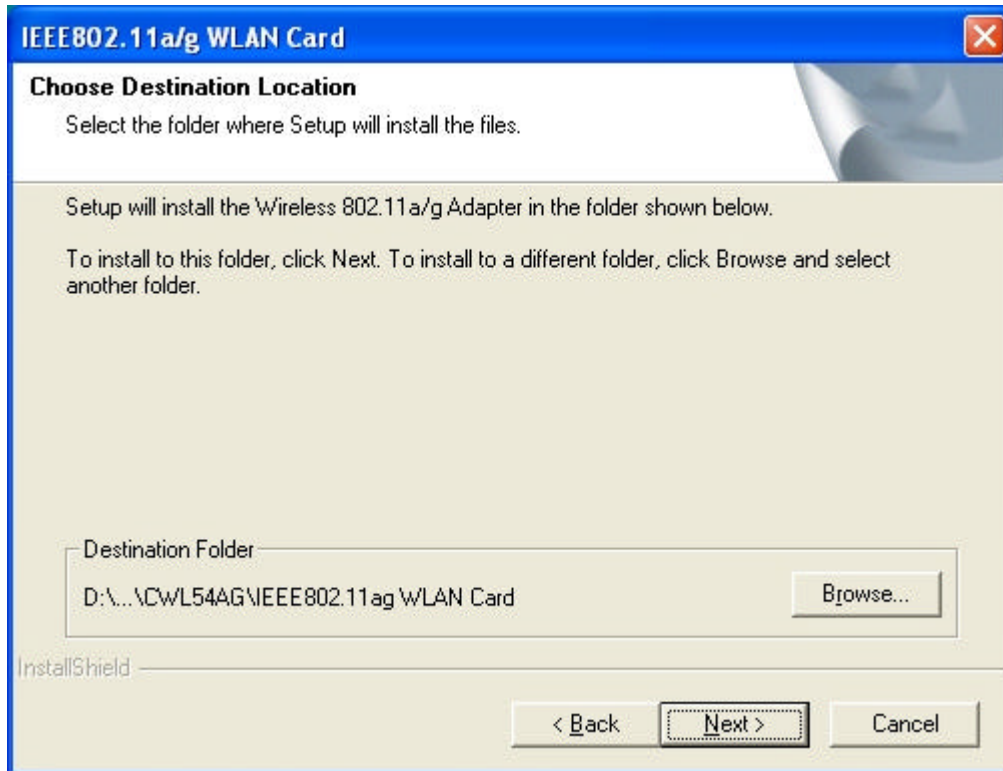 IEEE802.11a/g WLAN Card
Choose Destination Location
Select the folder where Setup will install the files.
Setup will install the Wireless 802.11a/g Adapter in the folder shown below.
To install to this folder, click Next. To install to a different folder, click Browse and select
another folder.
Destination Folder
D:\...\CWL54AG\IEEE802.11ag WLAN Card
Browse...
InstallShield
< Back
Next >
Cancel